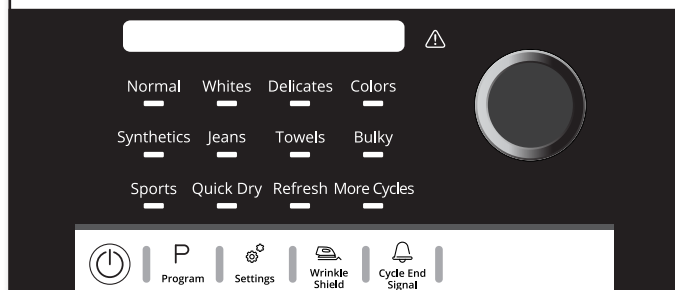 Normal Whites Delicates Colors
Synthetics Jeans Towels Bulky
Sports Quick Dry Refresh More Cycles
P
Program
Settings
Wrinkle
Shield
Cycle End
Signal